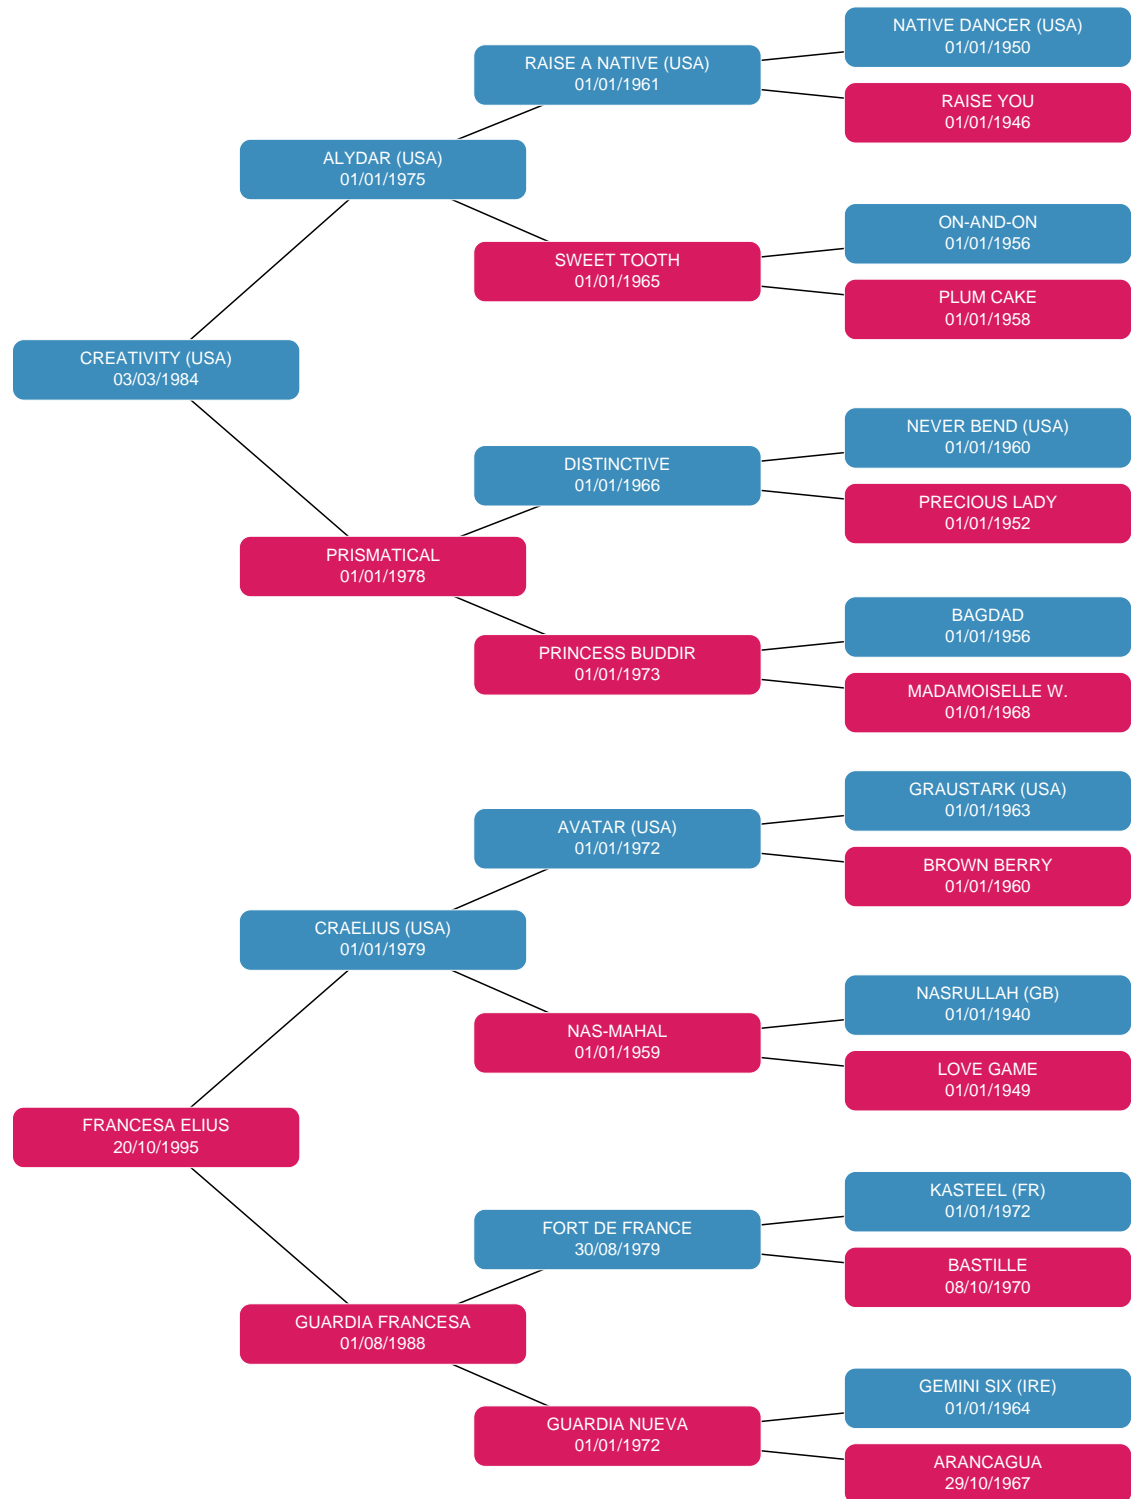 NATIVE DANCER (USA)
01/01/1950
RAISE A NATIVE (USA)
01/01/1961
RAISE YOU
01/01/1946
ALYDAR (USA)
01/01/1975
ON-AND-ON
01/01/1956
SWEET TOOTH
01/01/1965
PLUM CAKE
01/01/1958
CREATIVITY (USA)
03/03/1984
NEVER BEND (USA)
01/01/1960
DISTINCTIVE
01/01/1966
PRECIOUS LADY
01/01/1952
PRISMATICAL
01/01/1978
BAGDAD
01/01/1956
PRINCESS BUDDIR
01/01/1973
MADAMOISELLE W.
01/01/1968
GRAUSTARK (USA)
01/01/1963
AVATAR (USA)
01/01/1972
BROWN BERRY
01/01/1960
CRAELIUS (USA)
01/01/1979
NASRULLAH (GB)
01/01/1940
NAS-MAHAL
01/01/1959
LOVE GAME
01/01/1949
FRANCESA ELIUS
20/10/1995
KASTEEL (FR)
01/01/1972
FORT DE FRANCE
30/08/1979
BASTILLE
08/10/1970
GUARDIA FRANCESA
01/08/1988
GEMINI SIX (IRE)
01/01/1964
GUARDIA NUEVA
01/01/1972
ARANCAGUA
29/10/1967